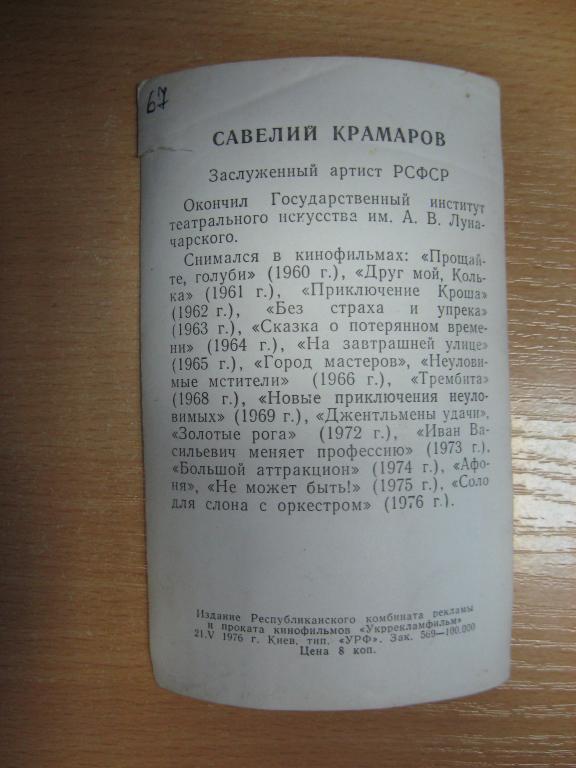 67
САВЕЛИЙ КРАМАРОВ
Заслуженный артист РСФСР
Окончил Государственный институт
театрального искусства им. А. В. Луна-
чарского.
Снимался в кинофильмах: «Прощай-
те, голуби» (1960 г.), «Друг мой, Коль-
ка» (1961 г.), «Приключение Кроша»
(1962 г.), «Без страха и упрека»
(1963 г.), «Сказка о потерянном време-
ни» (1964 г.), «На завтрашней улице»
(1965 г.), «Город мастеров», «Неулови-
мые мстители» (1966 г.), «Трембита»
(1968 г.), «Новые приключения неуло-
вимых» (1969 г.), «Джентльмены удачи»,
«Золотые рога» (1972 г.), «Иван Ва-
сильевич меняет профессию» (1973 г.),
«Большой аттракцион» (1974 г.), «Афо-
ня», «Не может быть!» (1975 г.), «Соло
для слона с оркестром» (1976 г.).
Издание Республиканского комбината рекламы
и проката кинофильмов «Укррекламфильм»
21.V 1976 г. Киев, тип. «УРФ». Зак. 569—100.000
Цена 8 коп.